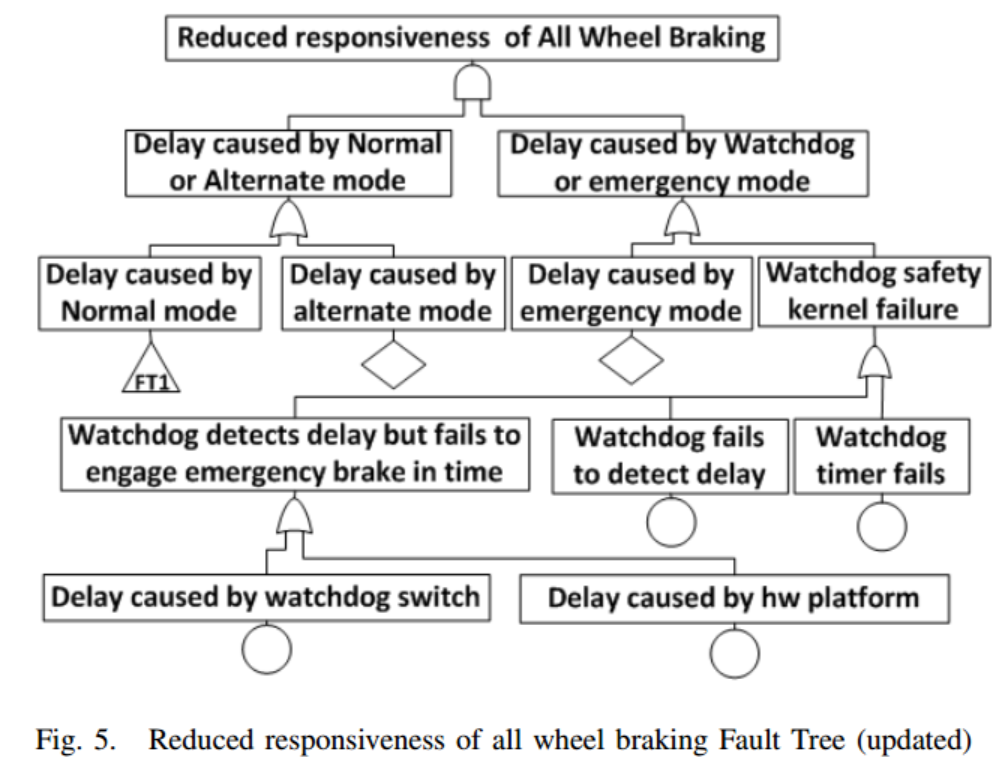 Reduced responsiveness of All Wheel Braking
Delay caused by Normal
or Alternate mode
Delay caused by Watchdog
or emergency mode
Delay caused by
Normal mode
Delay caused by
alternate mode
Delay caused by
emergency mode
Watchdog safety
kernel failure
FT1
Watchdog detects delay but fails to
engage emergency brake in time
Watchdog fails
to detect delay
Watchdog
timer fails
Delay caused by watchdog switch
Delay caused by hw platform
Fig. 5. Reduced responsiveness of all wheel braking Fault Tree (updated)